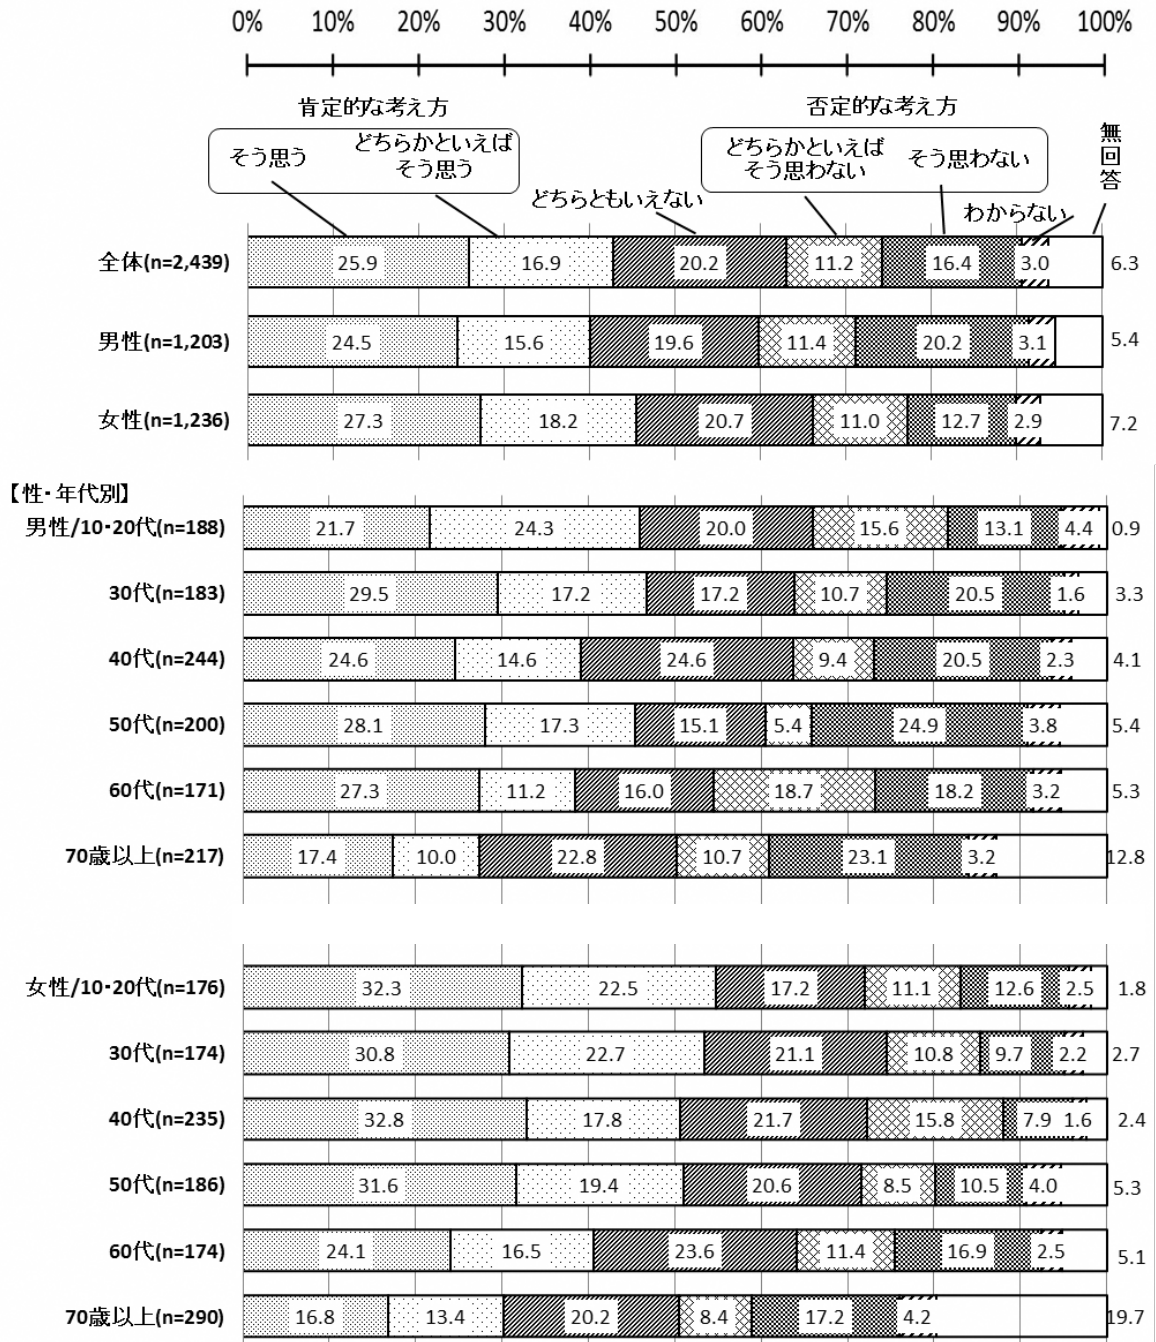 0% 10% 20% 30% 40% 50% 60% 70% 80% 90% 100%
肯定的な考え方
否定的な考え方
そう思う
どちらかといえば
そう思う
どちらともいえない
どちらかといえば
そう思わない
そう思わない
わからない
無回答
全体(n=2,439) 25.9 16.9 20.2 11.2 16.4 3.0 6.3
男性(n=1,203) 24.5 15.6 19.6 11.4 20.2 3.1 5.4
女性(n=1,236) 27.3 18.2 20.7 11.0 12.7 2.9 7.2
【性・年代別】
男性/10・20代(n=188) 21.7 24.3 20.0 15.6 13.1 4.4 0.9
30代(n=183) 29.5 17.2 17.2 10.7 20.5 1.6 3.3
40代(n=244) 24.6 14.6 24.6 9.4 20.5 2.3 4.1
50代(n=200) 28.1 17.3 15.1 5.4 24.9 3.8 5.4
60代(n=171) 27.3 11.2 16.0 18.7 18.2 3.2 5.3
70歳以上(n=217) 17.4 10.0 22.8 10.7 23.1 3.2 12.8
女性/10・20代(n=176) 32.3 22.5 17.2 11.1 12.6 2.5 1.8
30代(n=174) 30.8 22.7 21.1 10.8 9.7 2.2 2.7
40代(n=235) 32.8 17.8 21.7 15.8 7.9 1.6 2.4
50代(n=186) 31.6 19.4 20.6 8.5 10.5 4.0 5.3
60代(n=174) 24.1 16.5 23.6 11.4 16.9 2.5 5.1
70歳以上(n=290) 16.8 13.4 20.2 8.4 17.2 4.2 19.7